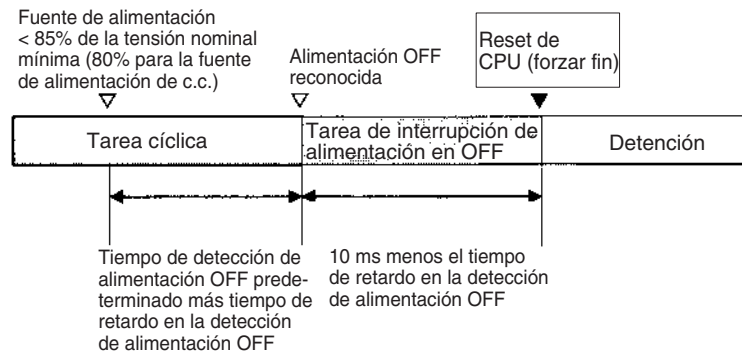 Fuente de alimentación
< 85% de la tensión nominal
mínima (80% para la fuente
de alimentación de c.c.)
Alimentación OFF
reconocida
Reset de
CPU (forzar fin)
Tarea cíclica
Tarea de interrupción de
alimentación en OFF
Detención
Tiempo de detección de
alimentación OFF prede-
terminado más tiempo de
retardo en la detección
de alimentación OFF
10 ms menos el tiempo
de retardo en la detección
de alimentación OFF